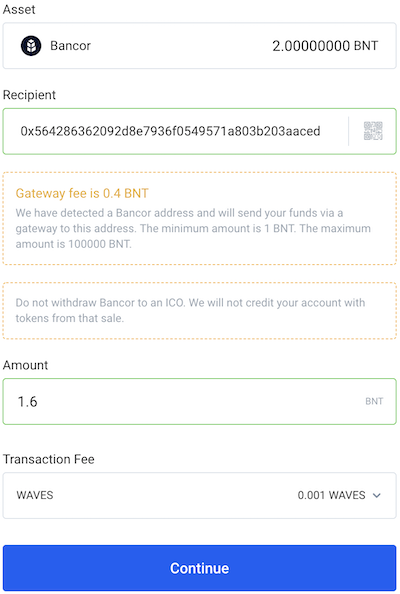 Asset
Bancor 2.00000000 BNT
Recipient
0x564286362092d8e7936f0549571a803b203aaced
Gateway fee is 0.4 BNT
We have detected a Bancor address and will send your funds via a
gateway to this address. The minimum amount is 1 BNT. The maximum
amount is 100000 BNT.
Do not withdraw Bancor to an ICO. We will not credit your account with
tokens from that sale.
Amount
1.6 BNT
Transaction Fee
WAVES 0.001 WAVES
Continue